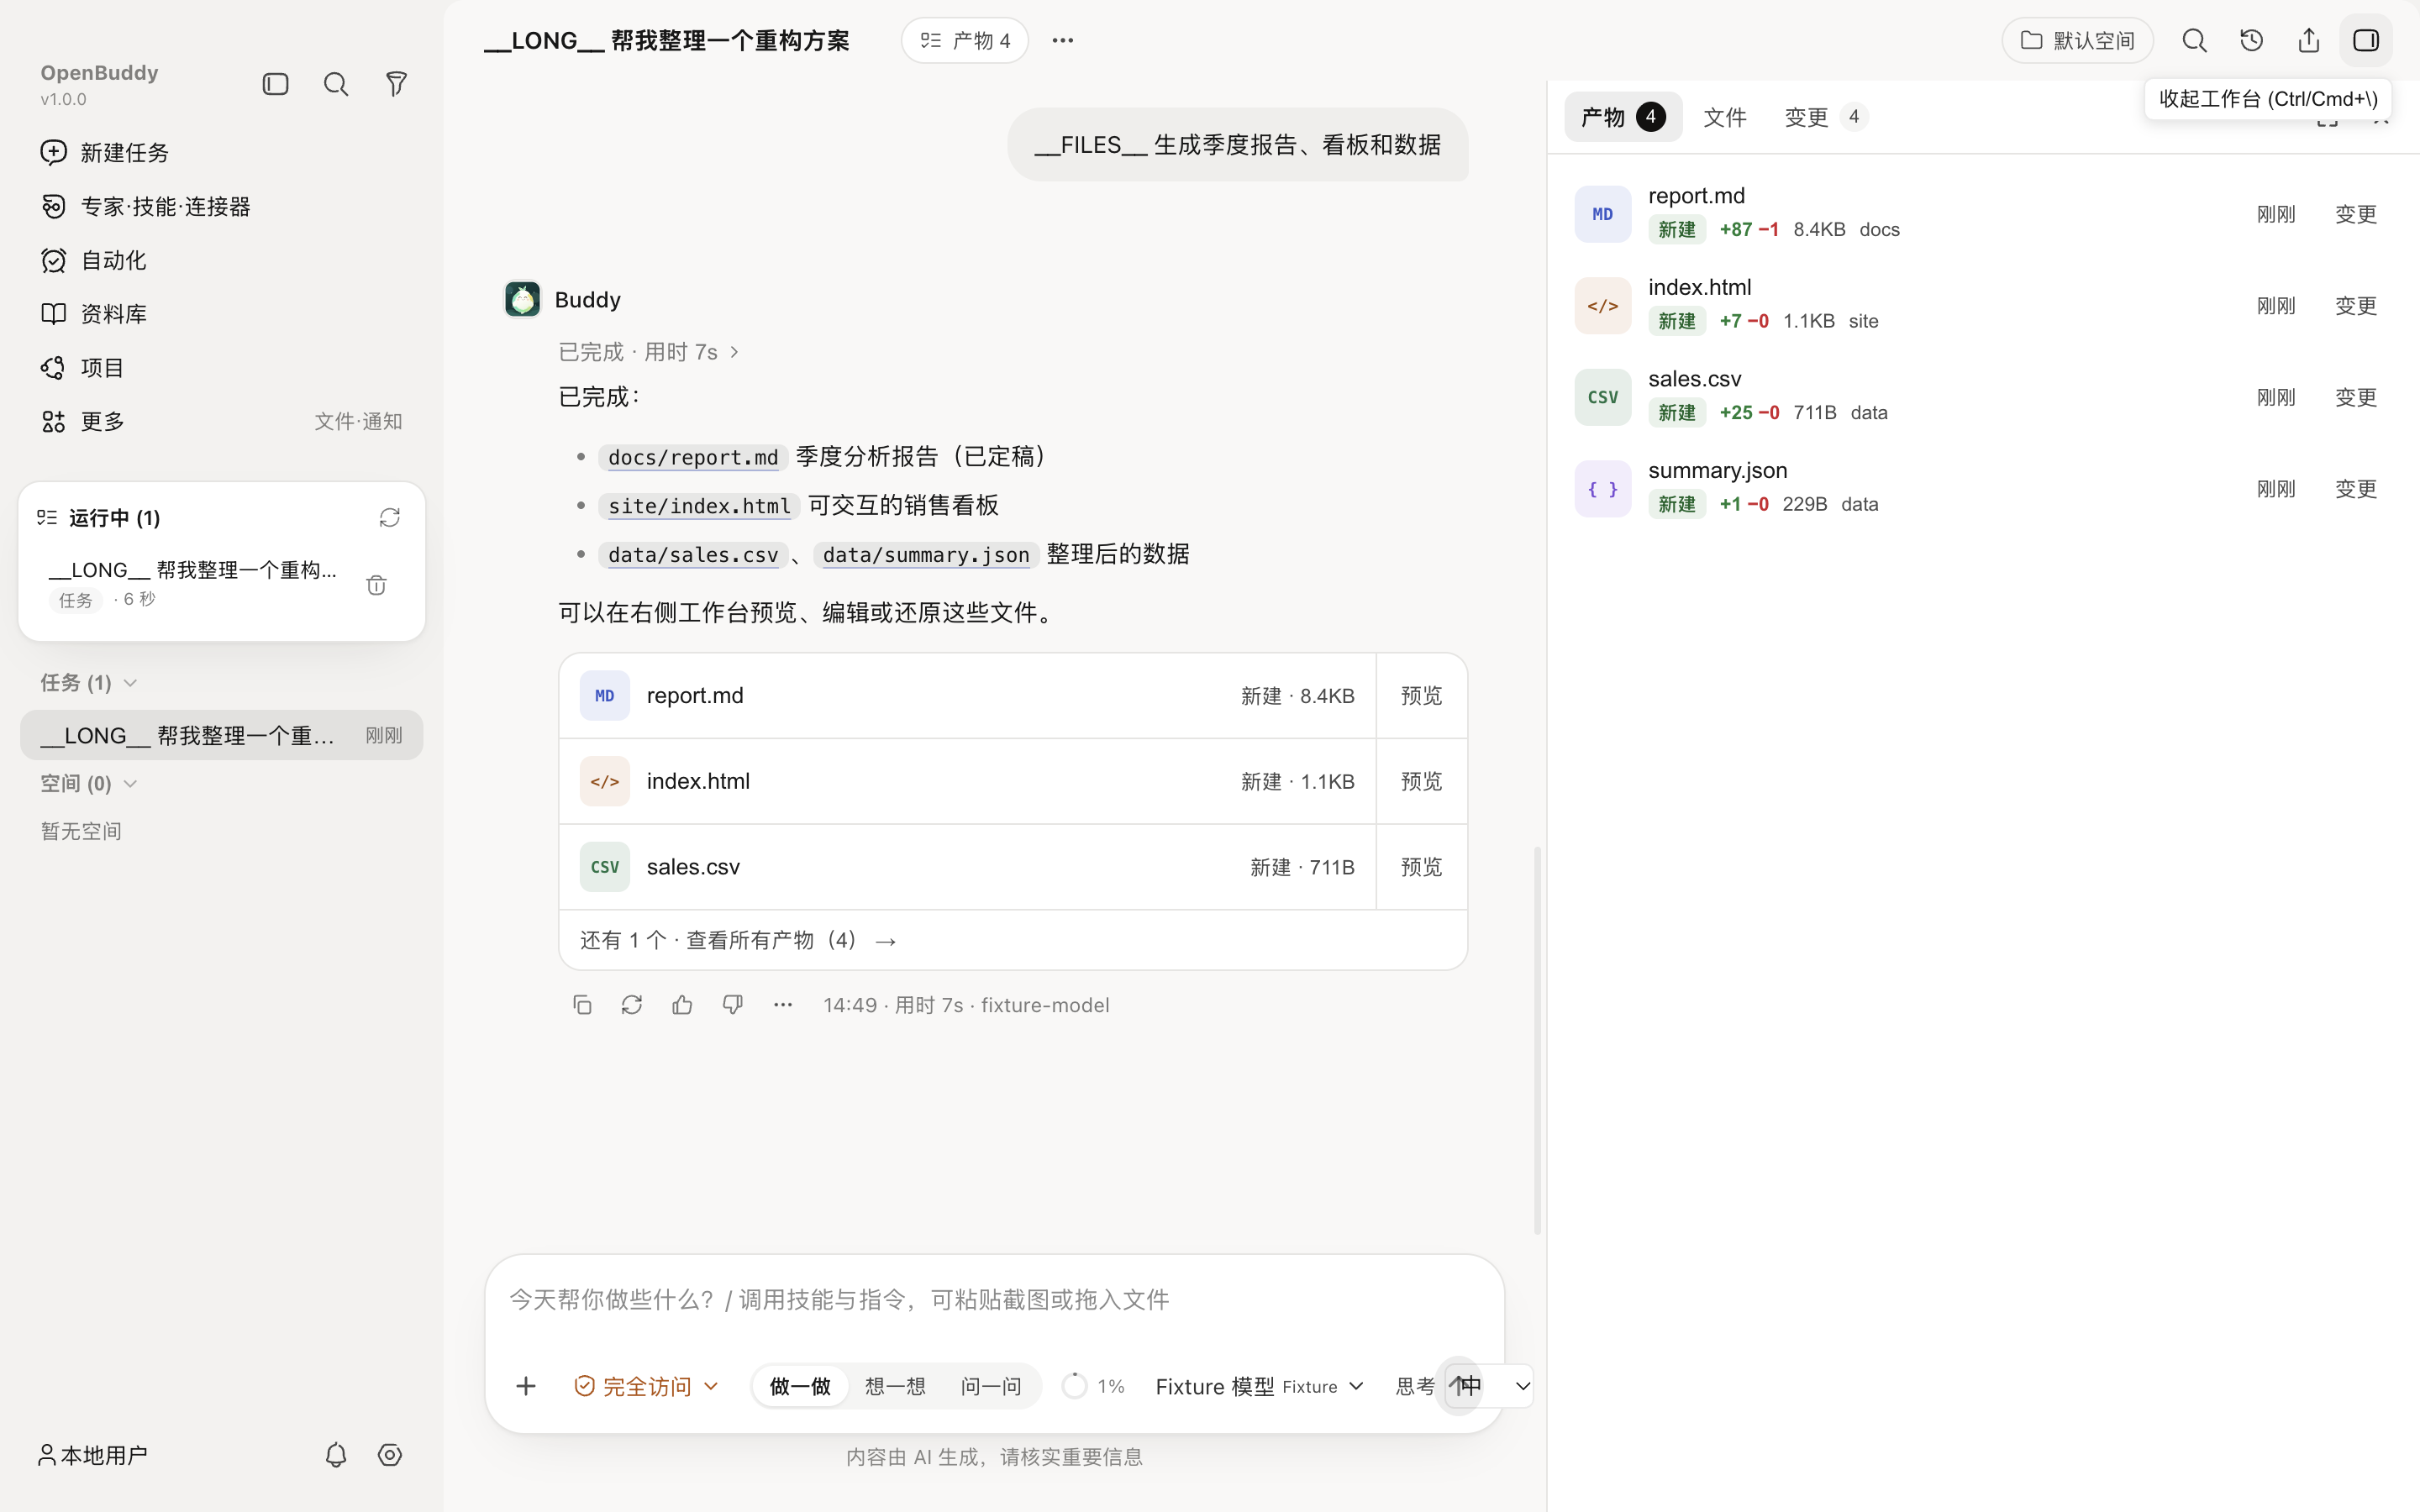 OpenBuddy
v1.0.0
新建任务
专家·技能·连接器
自动化
资料库
项目
更多 文件·通知
运行中 (1)
__LONG__ 帮我整理一个重构...
任务 · 6 秒
任务 (1)
__LONG__ 帮我整理一个重... 刚刚
空间 (0)
暂无空间
本地用户
__LONG__ 帮我整理一个重构方案 产物 4
默认空间
收起工作台 (Ctrl/Cmd+\)
__FILES__ 生成季度报告、看板和数据
Buddy
已完成 · 用时 7s
已完成：
docs/report.md 季度分析报告（已定稿）
site/index.html 可交互的销售看板
data/sales.csv、data/summary.json 整理后的数据
可以在右侧工作台预览、编辑或还原这些文件。
MD report.md 新建 · 8.4KB 预览
</> index.html 新建 · 1.1KB 预览
CSV sales.csv 新建 · 711B 预览
还有 1 个 · 查看所有产物（4） →
14:49 · 用时 7s · fixture-model
今天帮你做些什么？/ 调用技能与指令，可粘贴截图或拖入文件
完全访问 做一做 想一想 问一问 1% Fixture 模型 Fixture 思考 中
内容由 AI 生成，请核实重要信息
产物 4 文件 变更 4
MD report.md 刚刚 变更
新建 +87 −1 8.4KB docs
</> index.html 刚刚 变更
新建 +7 −0 1.1KB site
CSV sales.csv 刚刚 变更
新建 +25 −0 711B data
{ } summary.json 刚刚 变更
新建 +1 −0 229B data